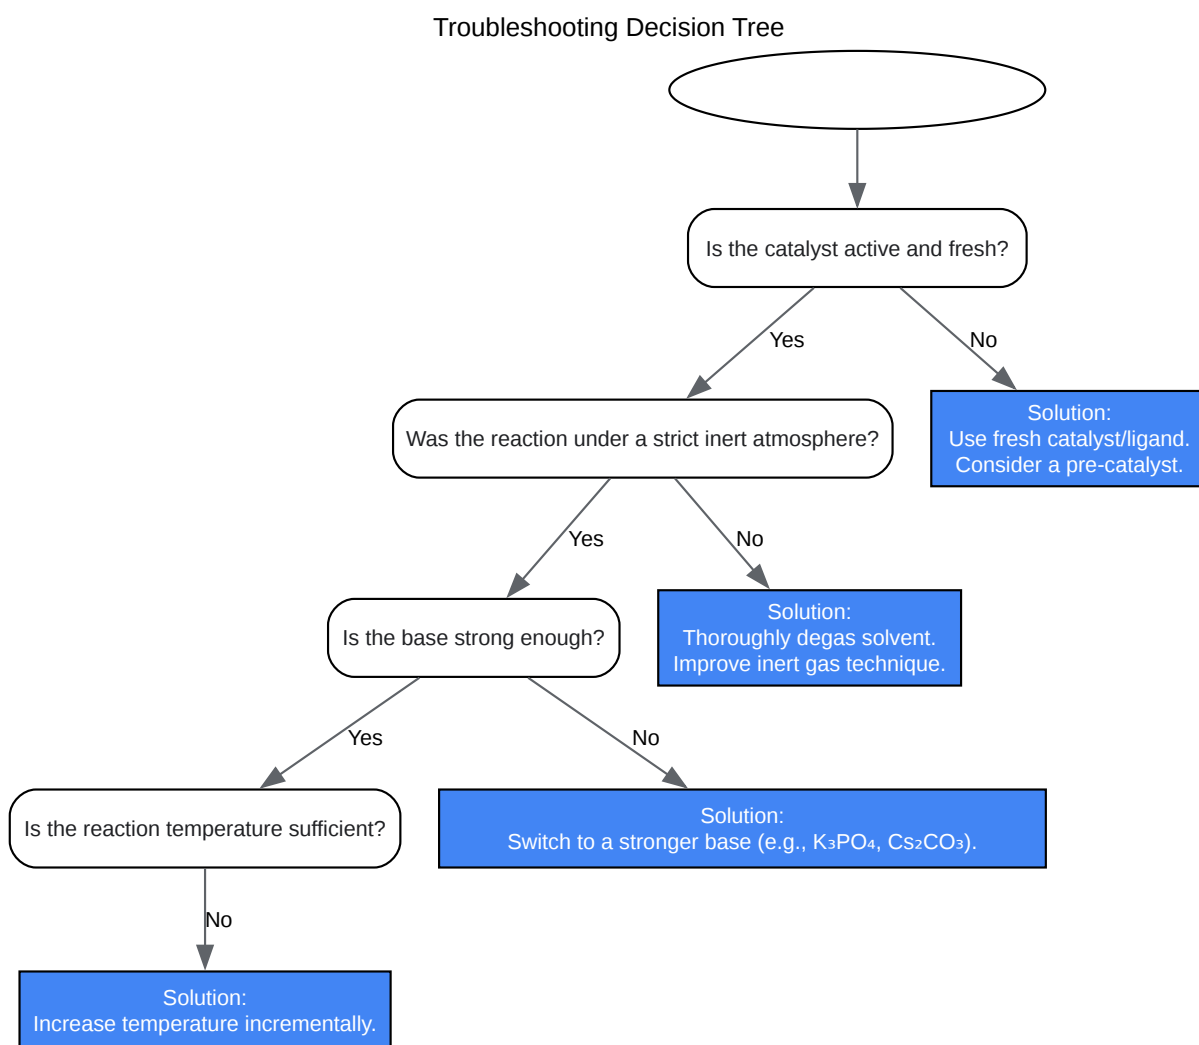 Troubleshooting Decision Tree
Is the catalyst active and fresh?
Yes
No
Solution:
Use fresh catalyst/ligand.
Consider a pre-catalyst.
Was the reaction under a strict inert atmosphere?
Yes
No
Solution:
Thoroughly degas solvent.
Improve inert gas technique.
Is the base strong enough?
Yes
No
Solution:
Switch to a stronger base (e.g., K₃PO₄, Cs₂CO₃).
Is the reaction temperature sufficient?
No
Solution:
Increase temperature incrementally.